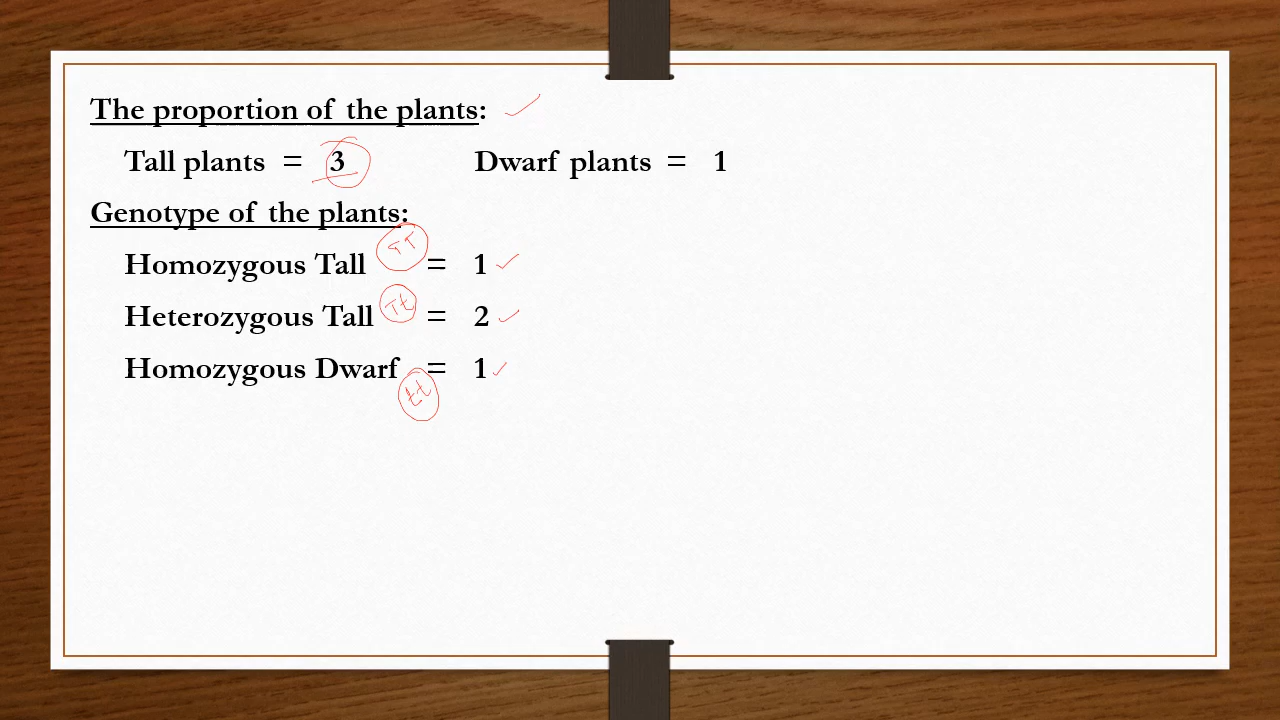 The proportion of the plants:
Tall plants = 3 Dwarf plants = 1
Genotype of the plants:
Homozygous Tall TT = 1
Heterozygous Tall Tt = 2
Homozygous Dwarf = 1
tt